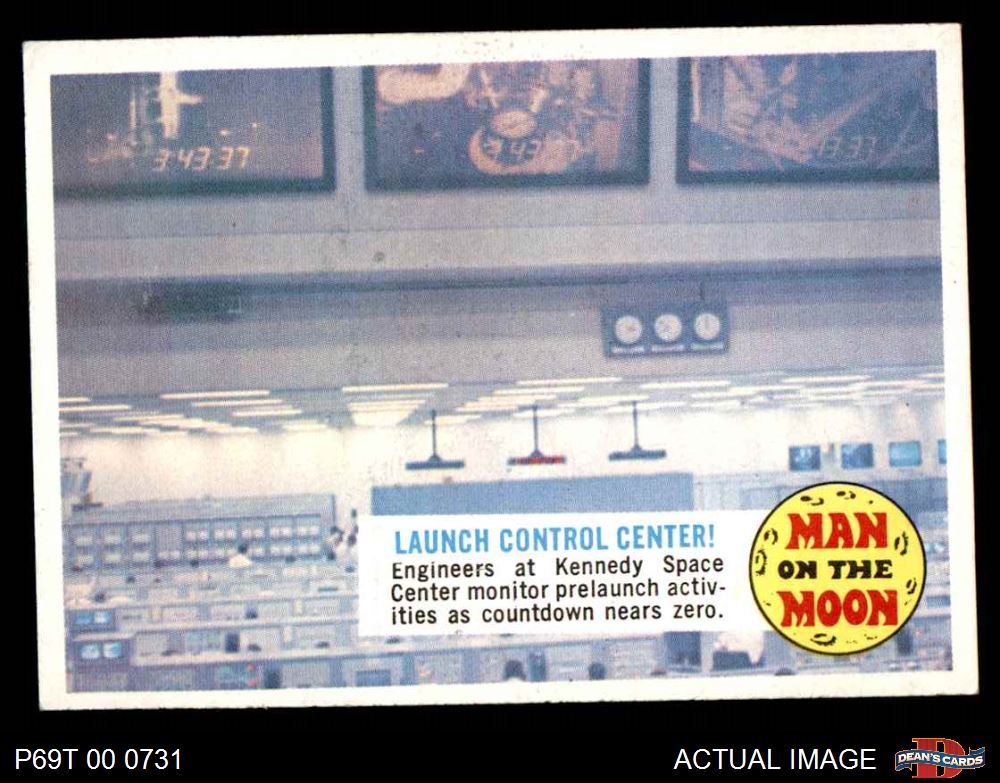 3:43:37
LAUNCH CONTROL CENTER!
Engineers at Kennedy Space
Center monitor prelaunch activ-
ities as countdown nears zero.
MAN
ON THE
MOON
P69T 00 0731
ACTUAL IMAGE
DEAN'S CARDS